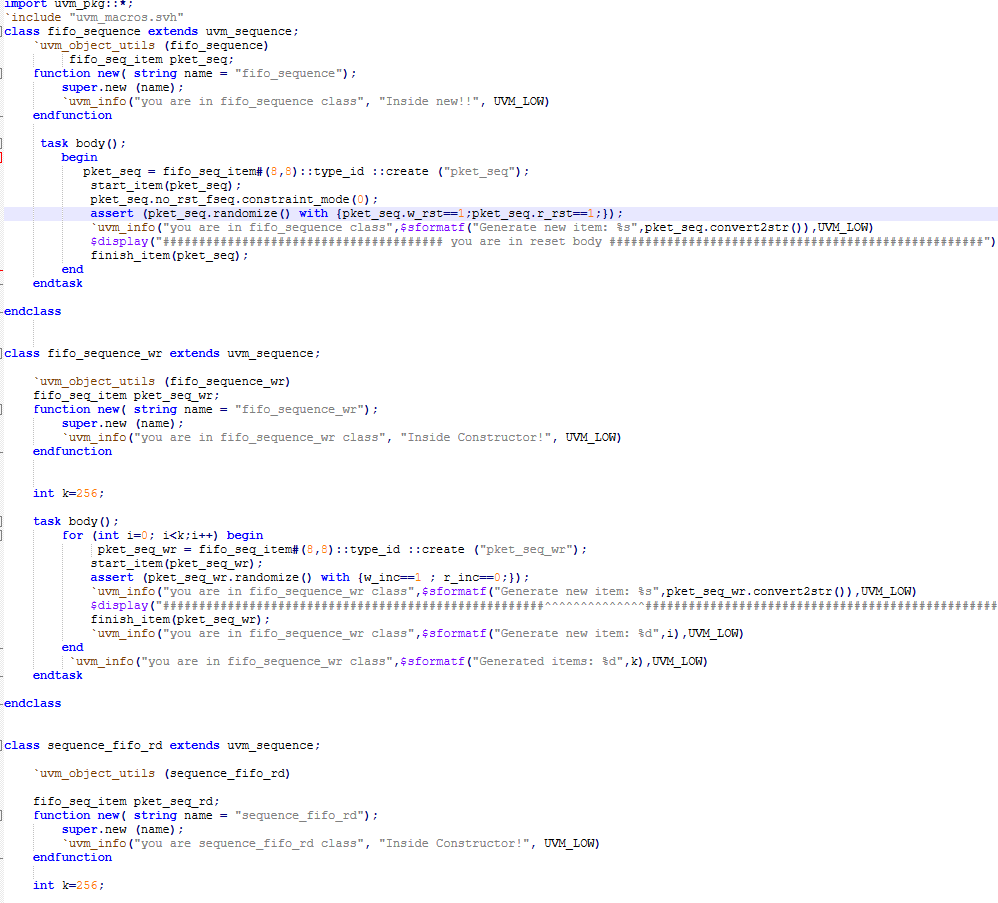 import uvm_pkg::*;
`include "uvm_macros.svh"
class fifo_sequence extends uvm_sequence;
`uvm_object_utils (fifo_sequence)
fifo_seq_item pket_seq;
function new( string name = "fifo_sequence");
super.new (name);
`uvm_info("you are in fifo_sequence class", "Inside new!!", UVM_LOW)
endfunction
task body();
begin
pket_seq = fifo_seq_item#(8,8)::type_id ::create ("pket_seq");
start_item(pket_seq);
pket_seq.no_rst_fseq.constraint_mode(0);
assert (pket_seq.randomize() with {pket_seq.w_rst==1;pket_seq.r_rst==1;});
`uvm_info("you are in fifo_sequence class",$sformatf("Generate new item: %s",pket_seq.convert2str()),UVM_LOW)
$display("####################################### you are in reset body ####################################################")
finish_item(pket_seq);
end
endtask
endclass
class fifo_sequence_wr extends uvm_sequence;
`uvm_object_utils (fifo_sequence_wr)
fifo_seq_item pket_seq_wr;
function new( string name = "fifo_sequence_wr");
super.new (name);
`uvm_info("you are in fifo_sequence_wr class", "Inside Constructor!", UVM_LOW)
endfunction
int k=256;
task body();
for (int i=0; i<k;i++) begin
pket_seq_wr = fifo_seq_item#(8,8)::type_id ::create ("pket_seq_wr");
start_item(pket_seq_wr);
assert (pket_seq_wr.randomize() with {w_inc==1 ; r_inc==0;});
`uvm_info("you are in fifo_sequence_wr class",$sformatf("Generate new item: %s",pket_seq_wr.convert2str()),UVM_LOW)
$display("#####################################################^^^^^^^^^^^^^^#################################################
finish_item(pket_seq_wr);
`uvm_info("you are in fifo_sequence_wr class",$sformatf("Generate new item: %d",i),UVM_LOW)
end
`uvm_info("you are in fifo_sequence_wr class",$sformatf("Generated items: %d",k),UVM_LOW)
endtask
endclass
class sequence_fifo_rd extends uvm_sequence;
`uvm_object_utils (sequence_fifo_rd)
fifo_seq_item pket_seq_rd;
function new( string name = "sequence_fifo_rd");
super.new (name);
`uvm_info("you are sequence_fifo_rd class", "Inside Constructor!", UVM_LOW)
endfunction
int k=256;